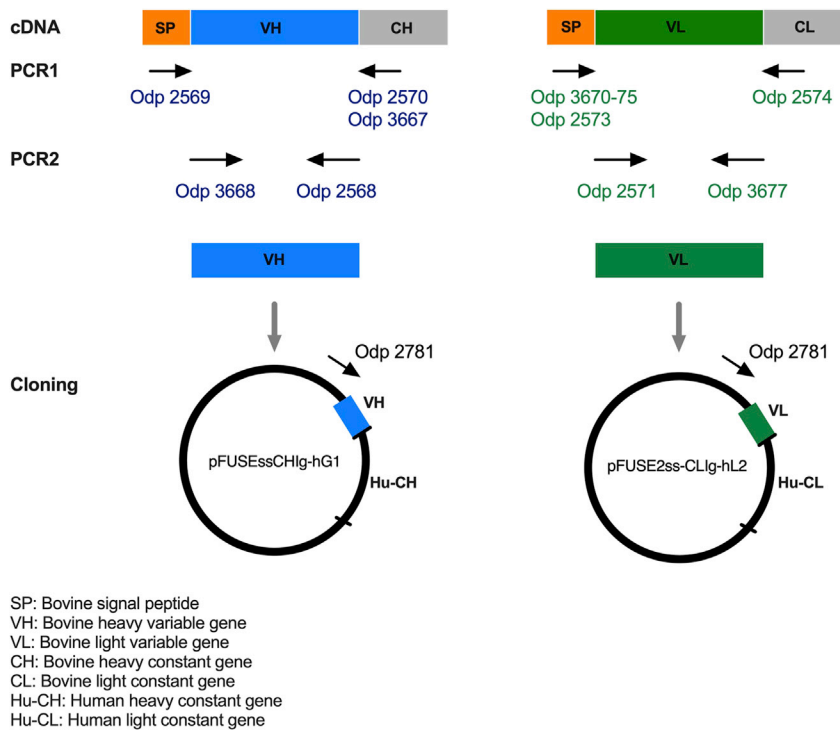 cDNA
SP
VH
CH
SP
VL
CL
PCR1
Odp 2569
Odp 2570
Odp 3667
Odp 3670-75
Odp 2573
Odp 2574
PCR2
Odp 3668
Odp 2568
Odp 2571
Odp 3677
VH
VL
Cloning
Odp 2781
VH
pFUSEssCHIg-hG1
Hu-CH
Odp 2781
VL
pFUSE2ss-CLIg-hL2
Hu-CL
SP: Bovine signal peptide
VH: Bovine heavy variable gene
VL: Bovine light variable gene
CH: Bovine heavy constant gene
CL: Bovine light constant gene
Hu-CH: Human heavy constant gene
Hu-CL: Human light constant gene